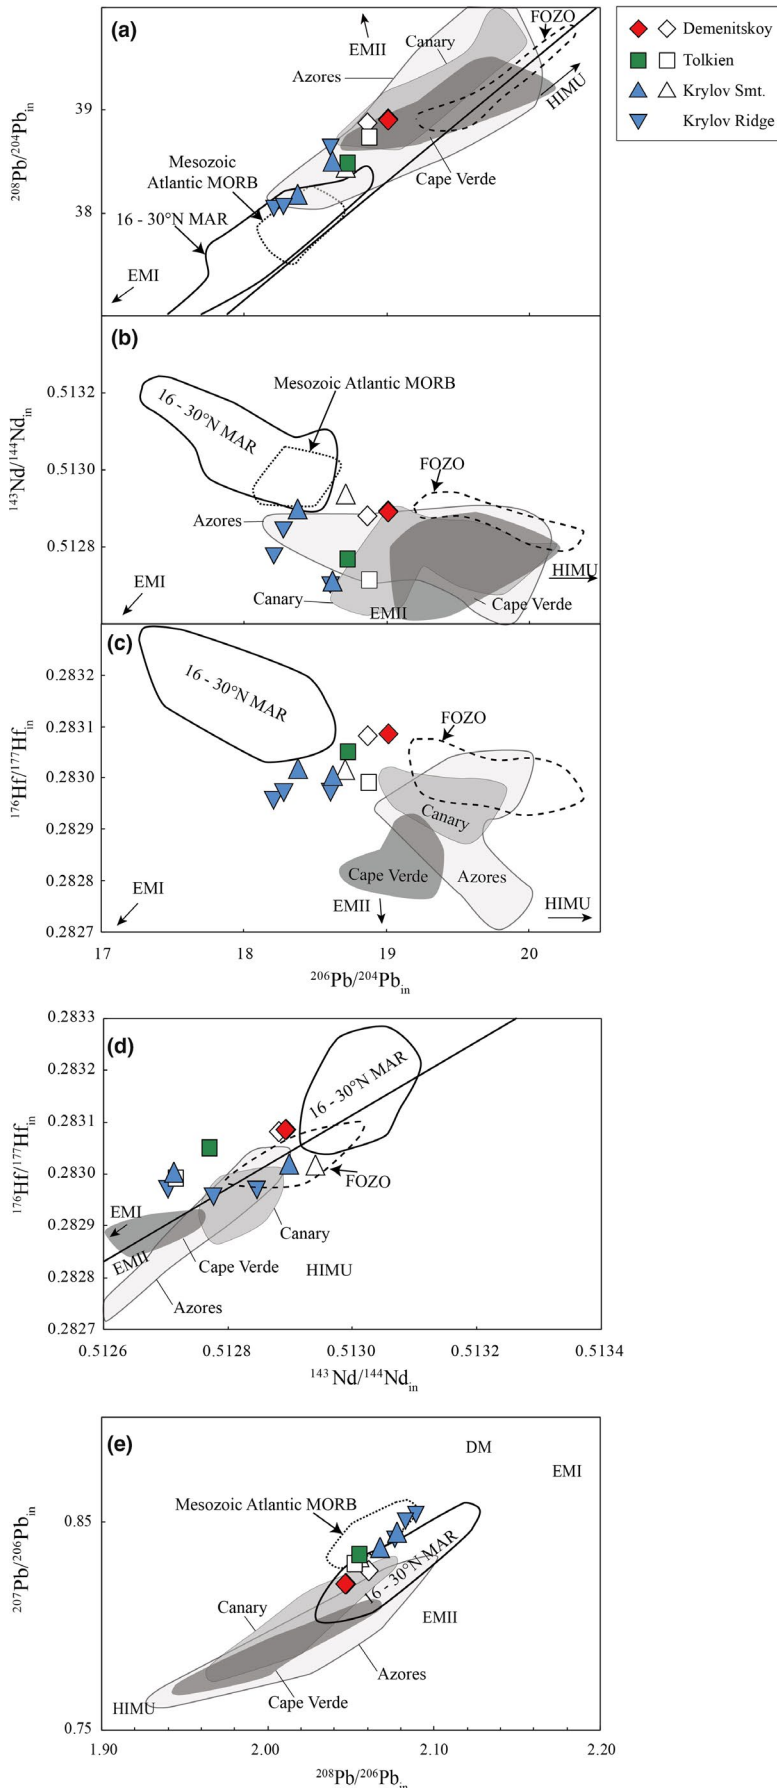 (a)
FOZO
EMII
Canary
Azores
HIMU
39
Mesozoic
Atlantic MORB
Cape Verde
38
16 - 30°N MAR
EMI
²⁰⁸Pb/²⁰⁴Pbᵢₙ
Demenitskoy
Tolkien
Krylov Smt.
Krylov Ridge
(b)
Mesozoic Atlantic MORB
0.5132
16 - 30°N MAR
0.5130
FOZO
Azores
0.5128
EMI
HIMU
Canary
EMII
Cape Verde
¹⁴³Nd/¹⁴⁴Ndᵢₙ
(c)
0.2832
16 - 30°N MAR
FOZO
0.2831
0.2830
Canary
0.2829
Cape Verde
Azores
0.2828
EMI
EMII
HIMU
0.2827
¹⁷⁶Hf/¹⁷⁷Hfᵢₙ
17
18
19
20
²⁰⁶Pb/²⁰⁴Pbᵢₙ
0.2833
(d)
0.2832
16 - 30°N MAR
0.2831
0.2830
FOZO
EMI
0.2829
Canary
EMII
Cape Verde
HIMU
0.2828
Azores
0.2827
¹⁷⁶Hf/¹⁷⁷Hfᵢₙ
0.5126
0.5128
0.5130
0.5132
0.5134
¹⁴³Nd/¹⁴⁴Ndᵢₙ
(e)
DM
EMI
Mesozoic Atlantic MORB
0.85
16 - 30°N MAR
Canary
EMII
Azores
HIMU
Cape Verde
0.75
²⁰⁷Pb/²⁰⁶Pbᵢₙ
1.90
2.00
2.10
2.20
²⁰⁸Pb/²⁰⁶Pbᵢₙ